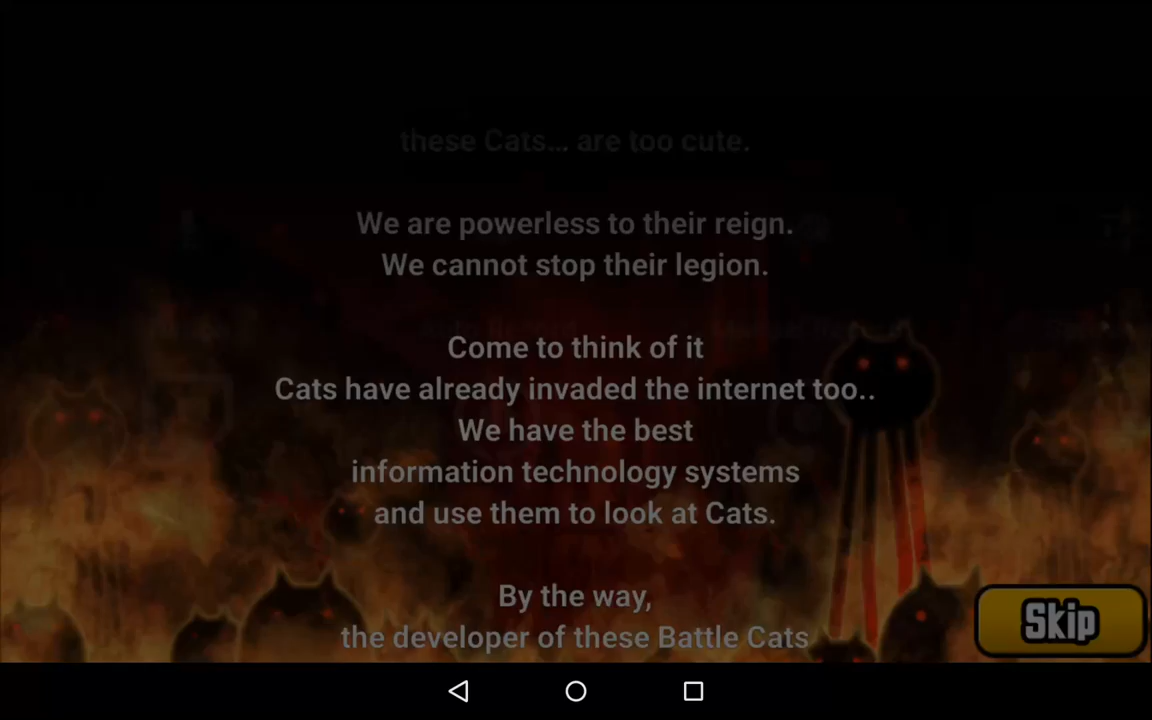 these Cats... are too cute.
We are powerless to their reign.
We cannot stop their legion.
Come to think of it
Cats have already invaded the internet too..
We have the best
information technology systems
and use them to look at Cats.
By the way,
the developer of these Battle Cats
Skip